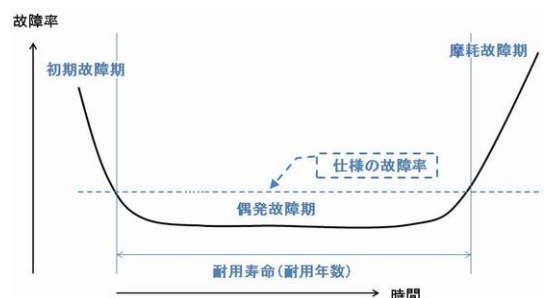 故障率
初期故障期
摩耗故障期
仕様の故障率
偶発故障期
耐用寿命(耐用年数)
時間